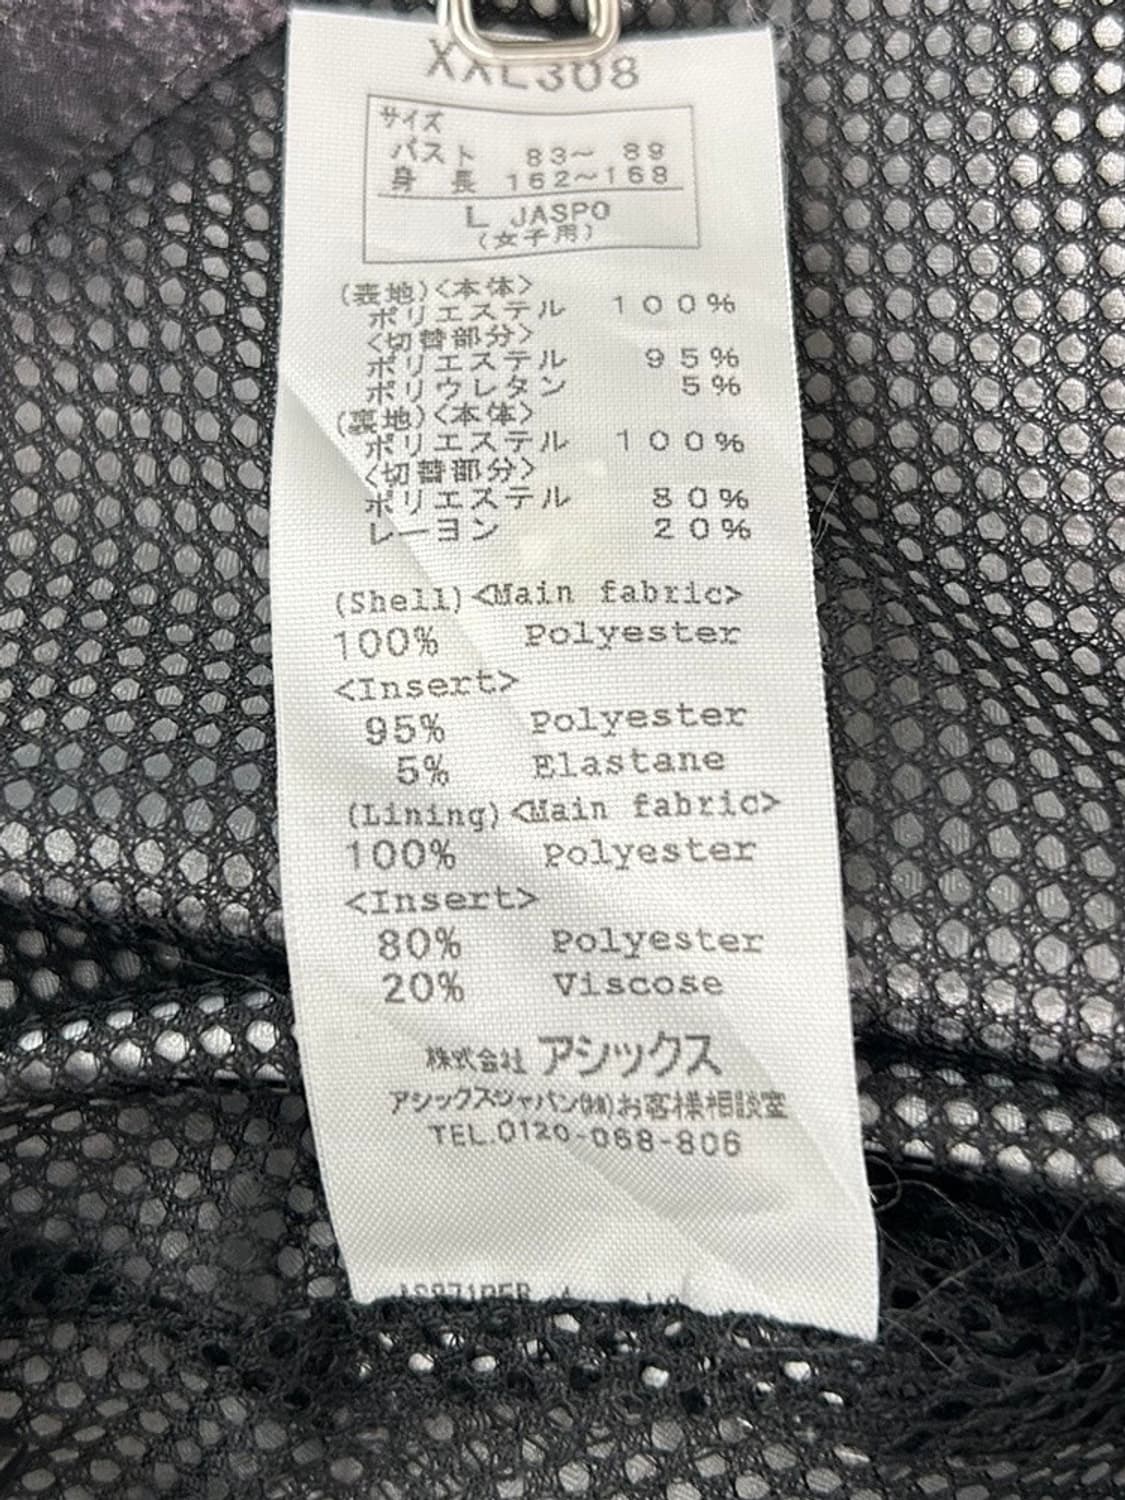 XXL308
サイズ
バスト 83～ 89
身 長 162～168
L JASPO
(女子用)
(表地)<本体>
ポリエステル 100%
<切替部分>
ポリエステル 95%
ポリウレタン 5%
(裏地)<本体>
ポリエステル 100%
<切替部分>
ポリエステル 80%
レーヨン 20%
(Shell)<Main fabric>
100% Polyester
<Insert>
95% Polyester
5% Elastane
(Lining)<Main fabric>
100% Polyester
<Insert>
80% Polyester
20% Viscose
株式会社 アシックス
アシックスジャパン(株)お客様相談室
TEL.0120-068-806